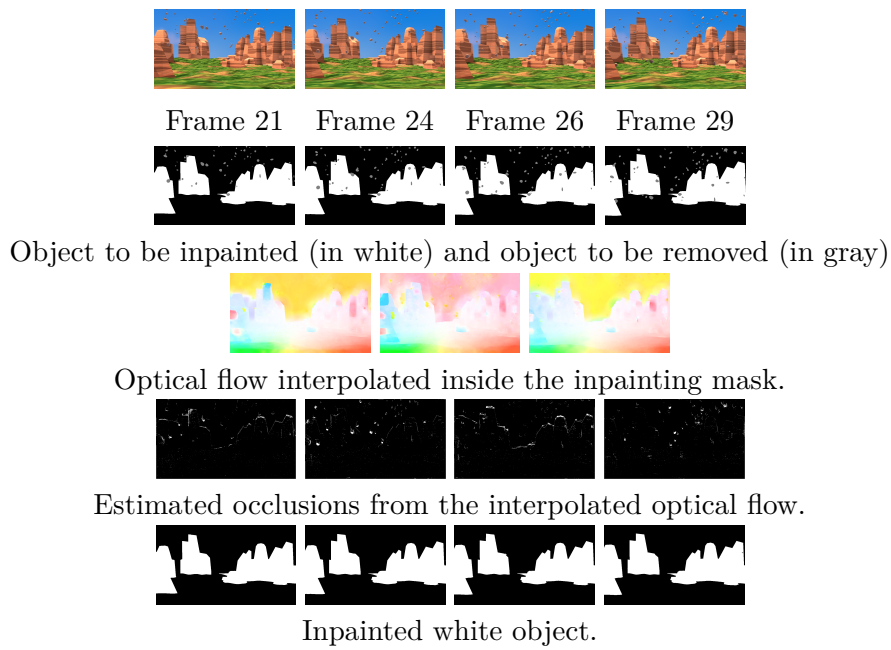 Frame 21 Frame 24 Frame 26 Frame 29
Object to be inpainted (in white) and object to be removed (in gray)
Optical flow interpolated inside the inpainting mask.
Estimated occlusions from the interpolated optical flow.
Inpainted white object.